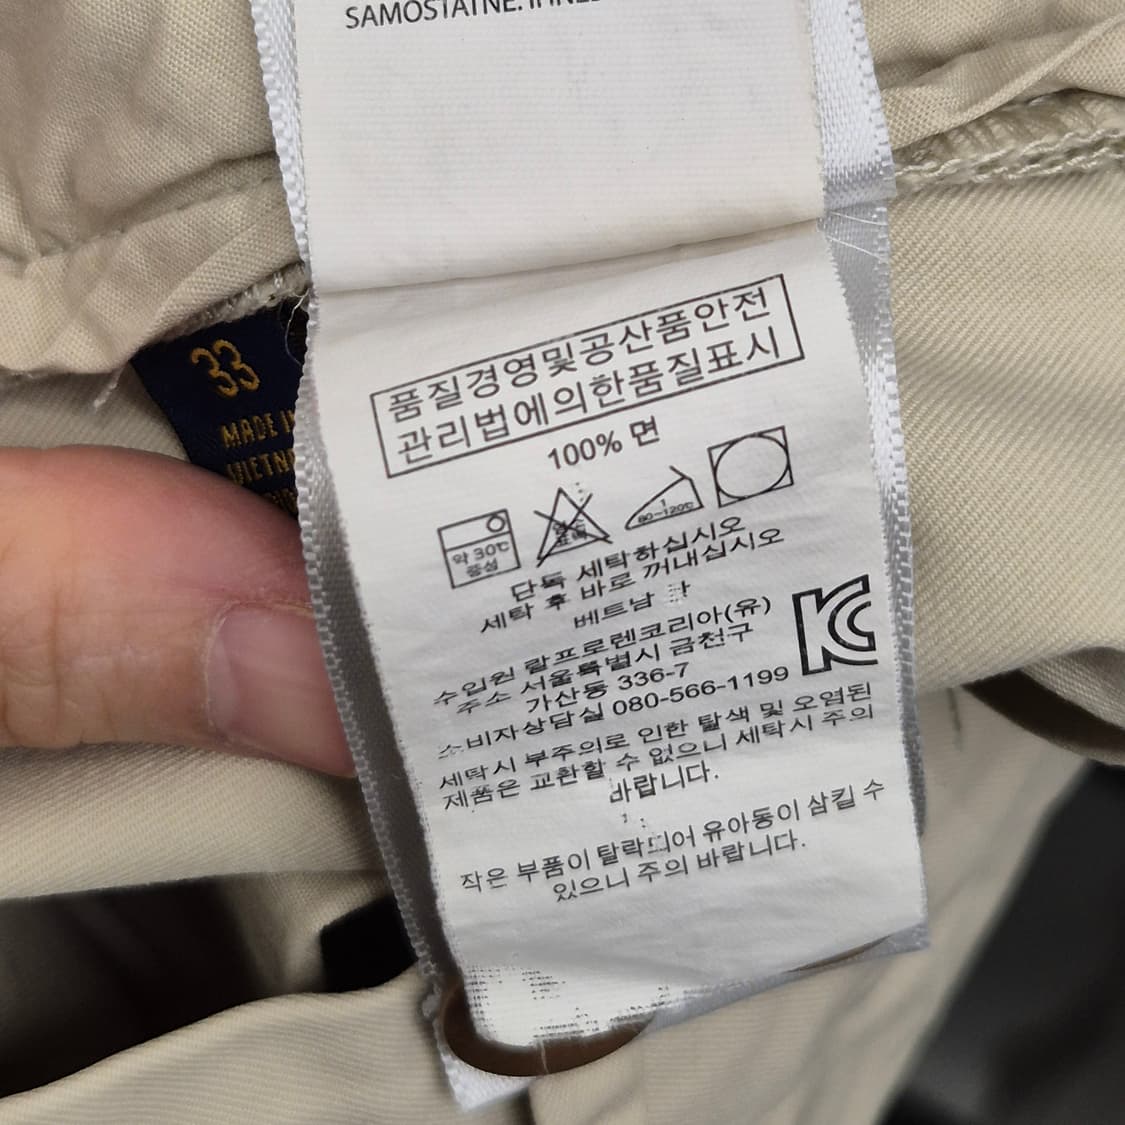 SAMOSTATNE.
33
MADE IN
VIETNA
품질경영및공산품안전
관리법에의한품질표시
100% 면
약 30℃
중성
80~120℃
단독 세탁하십시오
세탁 후 바로 꺼내십시오
베트남
KC
수입원 랄프로렌코리아(유)
주소 서울특별시 금천구
가산동 336-7
소비자상담실 080-566-1199
세탁시 부주의로 인한 탈색 및 오염된
제품은 교환할 수 없으니 세탁시 주의
바랍니다.
작은 부품이 탈락되어 유아동이 삼킬 수
있으니 주의 바랍니다.